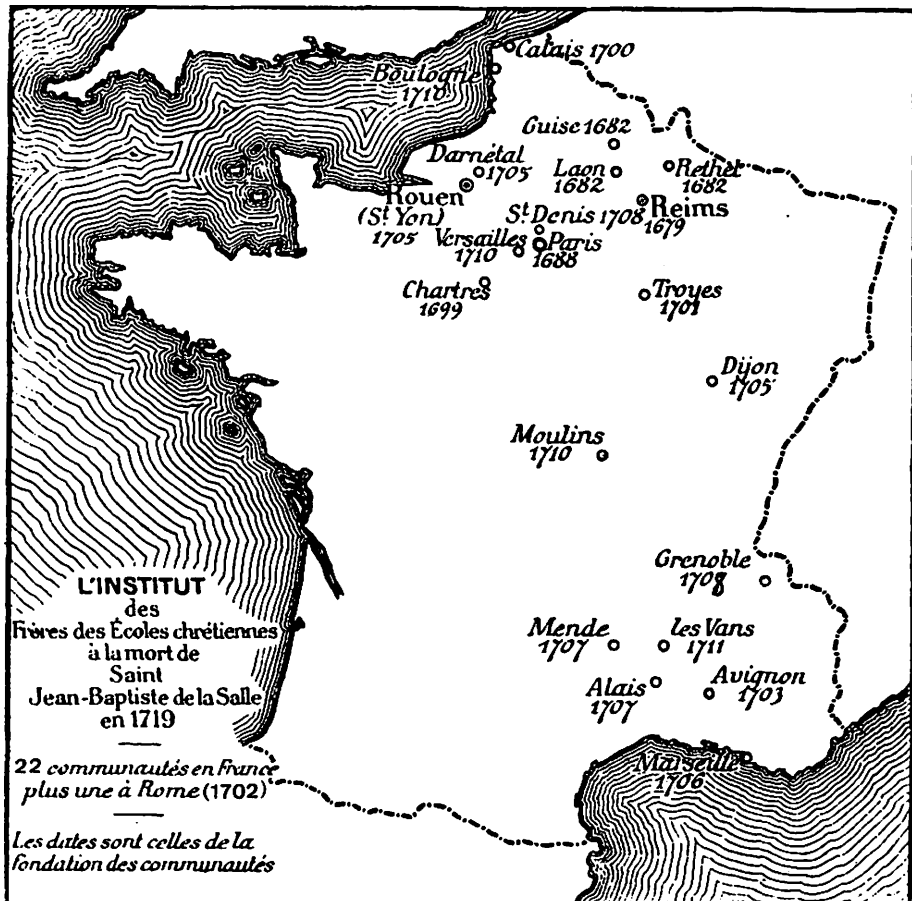 Calais 1700
Boulogne
1710
Guise 1682
Darnétal
1705
Laon
1682
Rethel
1682
Rouen
(St Yon)
1705
St Denis 1708
Reims
1679
Versailles
1710
Paris
1688
Chartres
1699
Troyes
1701
Dijon
1705
Moulins
1710
Grenoble
1708
Mende
1707
les Vans
1711
Alais
1707
Avignon
1703
Marseille
1706
L'INSTITUT
des
Frères des Écoles chrétiennes
à la mort de
Saint
Jean-Baptiste de la Salle
en 1719
22 communautés en France
plus une à Rome (1702)
Les dates sont celles de la
fondation des communautés